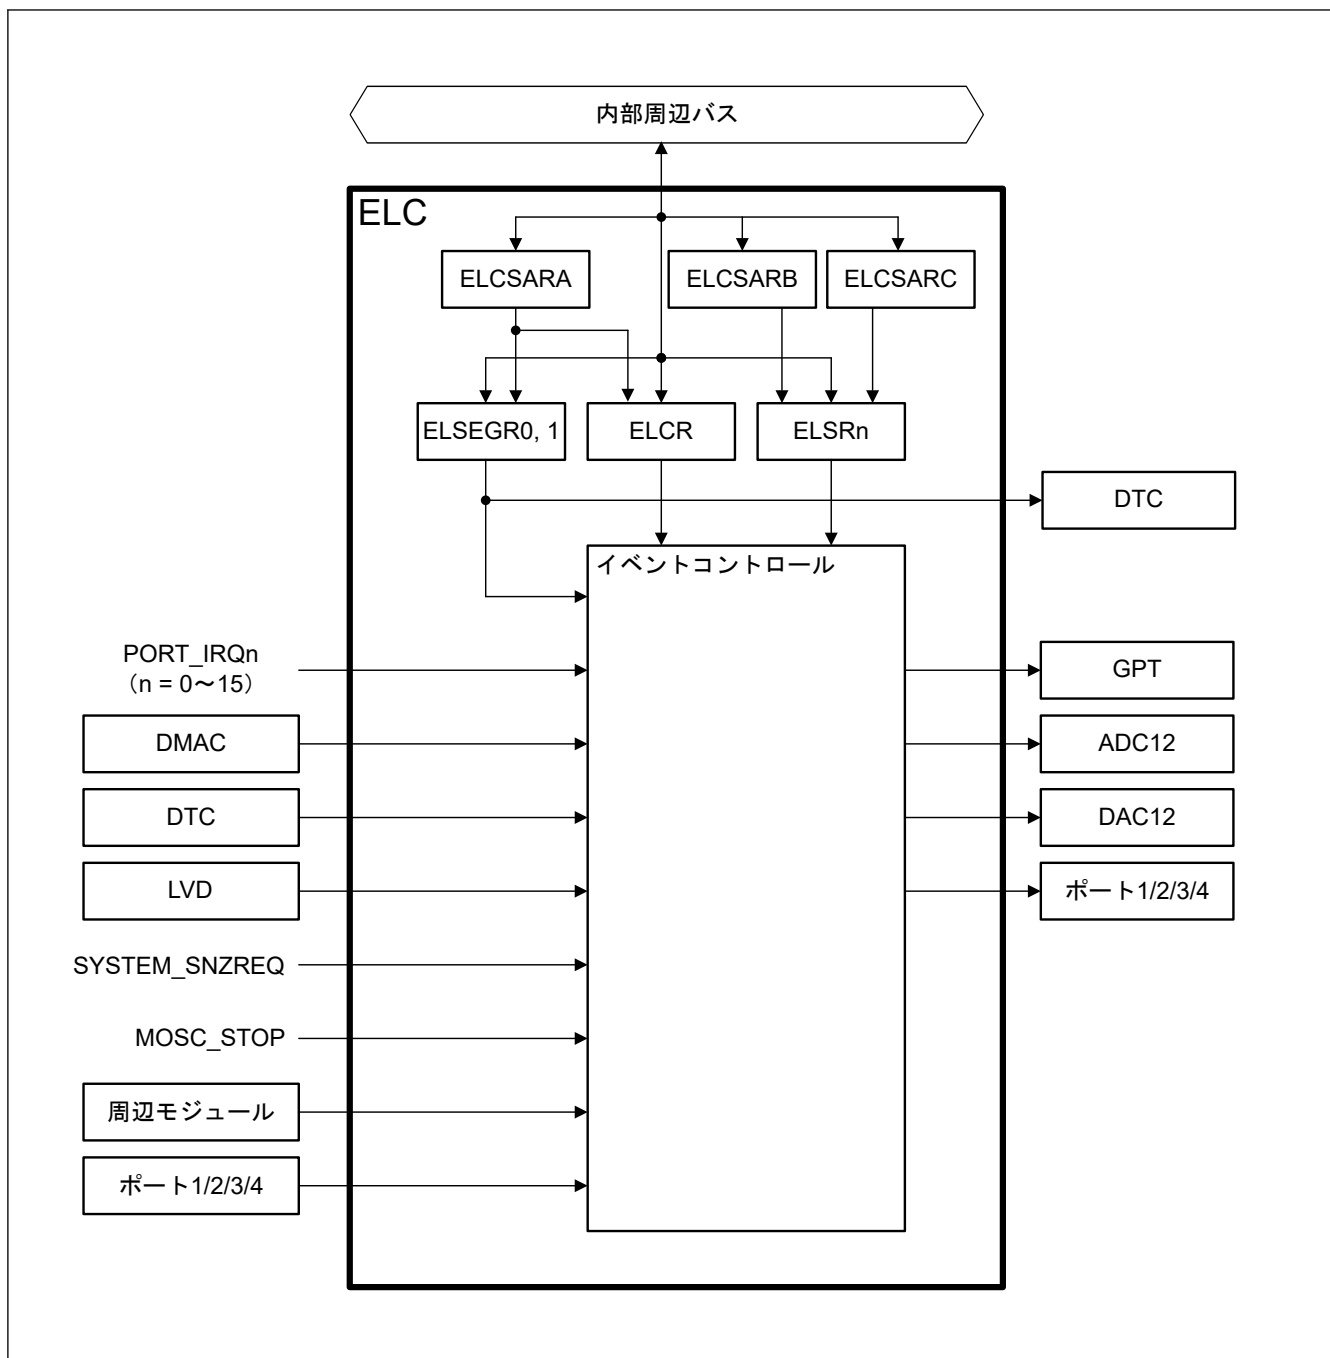 内部周辺バス
ELC
ELCSARA
ELCSARB
ELCSARC
ELSEGR0, 1
ELCR
ELSRn
DTC
イベントコントロール
PORT_IRQn
（n = 0～15）
GPT
DMAC
ADC12
DTC
DAC12
LVD
ポート1/2/3/4
SYSTEM_SNZREQ
MOSC_STOP
周辺モジュール
ポート1/2/3/4